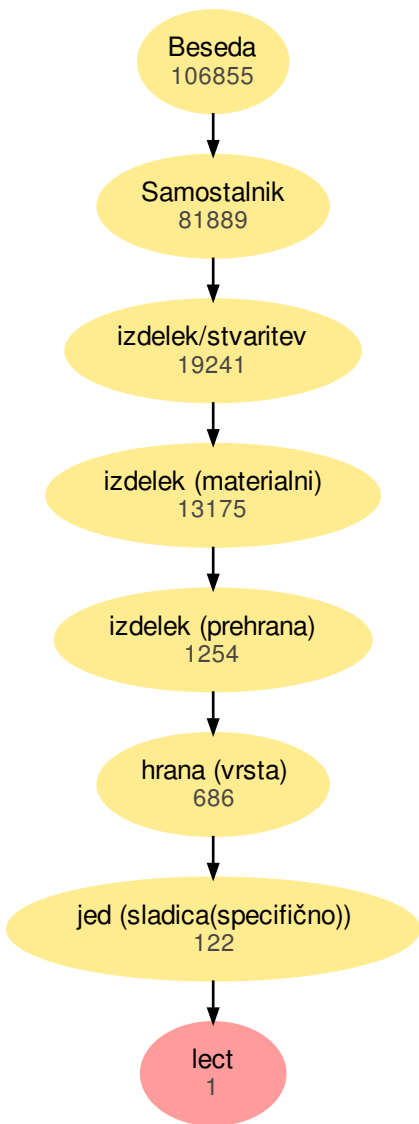 Beseda
106855
Samostalnik
81889
izdelek/stvaritev
19241
izdelek (materialni)
13175
izdelek (prehrana)
1254
hrana (vrsta)
686
jed (sladica(specifično))
122
lect
1